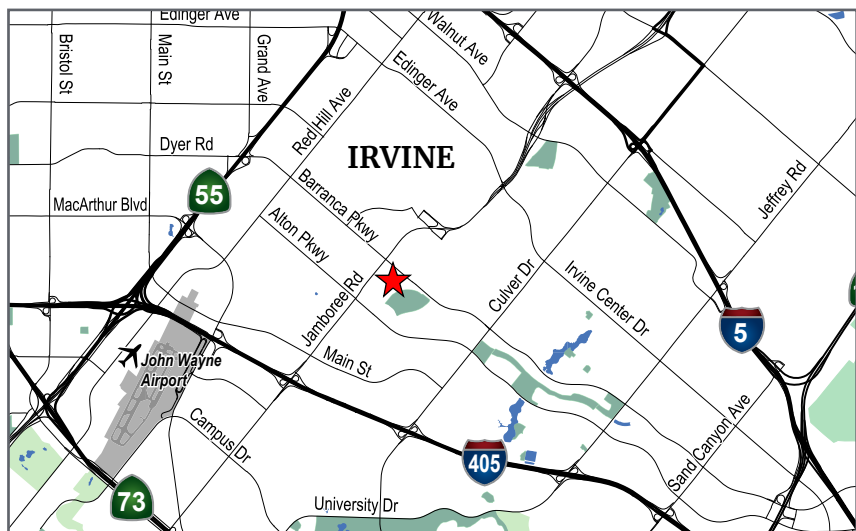 Edinger Ave
Bristol St
Main St
Grand Ave
Walnut Ave
Edinger Ave
Red Hill Ave
Dyer Rd
IRVINE
Jeffrey Rd
55
MacArthur Blvd
Barranca Pkwy
Alton Pkwy
Jamboree Rd
Culver Dr
Irvine Center Dr
5
John Wayne
Airport
Main St
Campus Dr
Sand Canyon Ave
405
73
University Dr